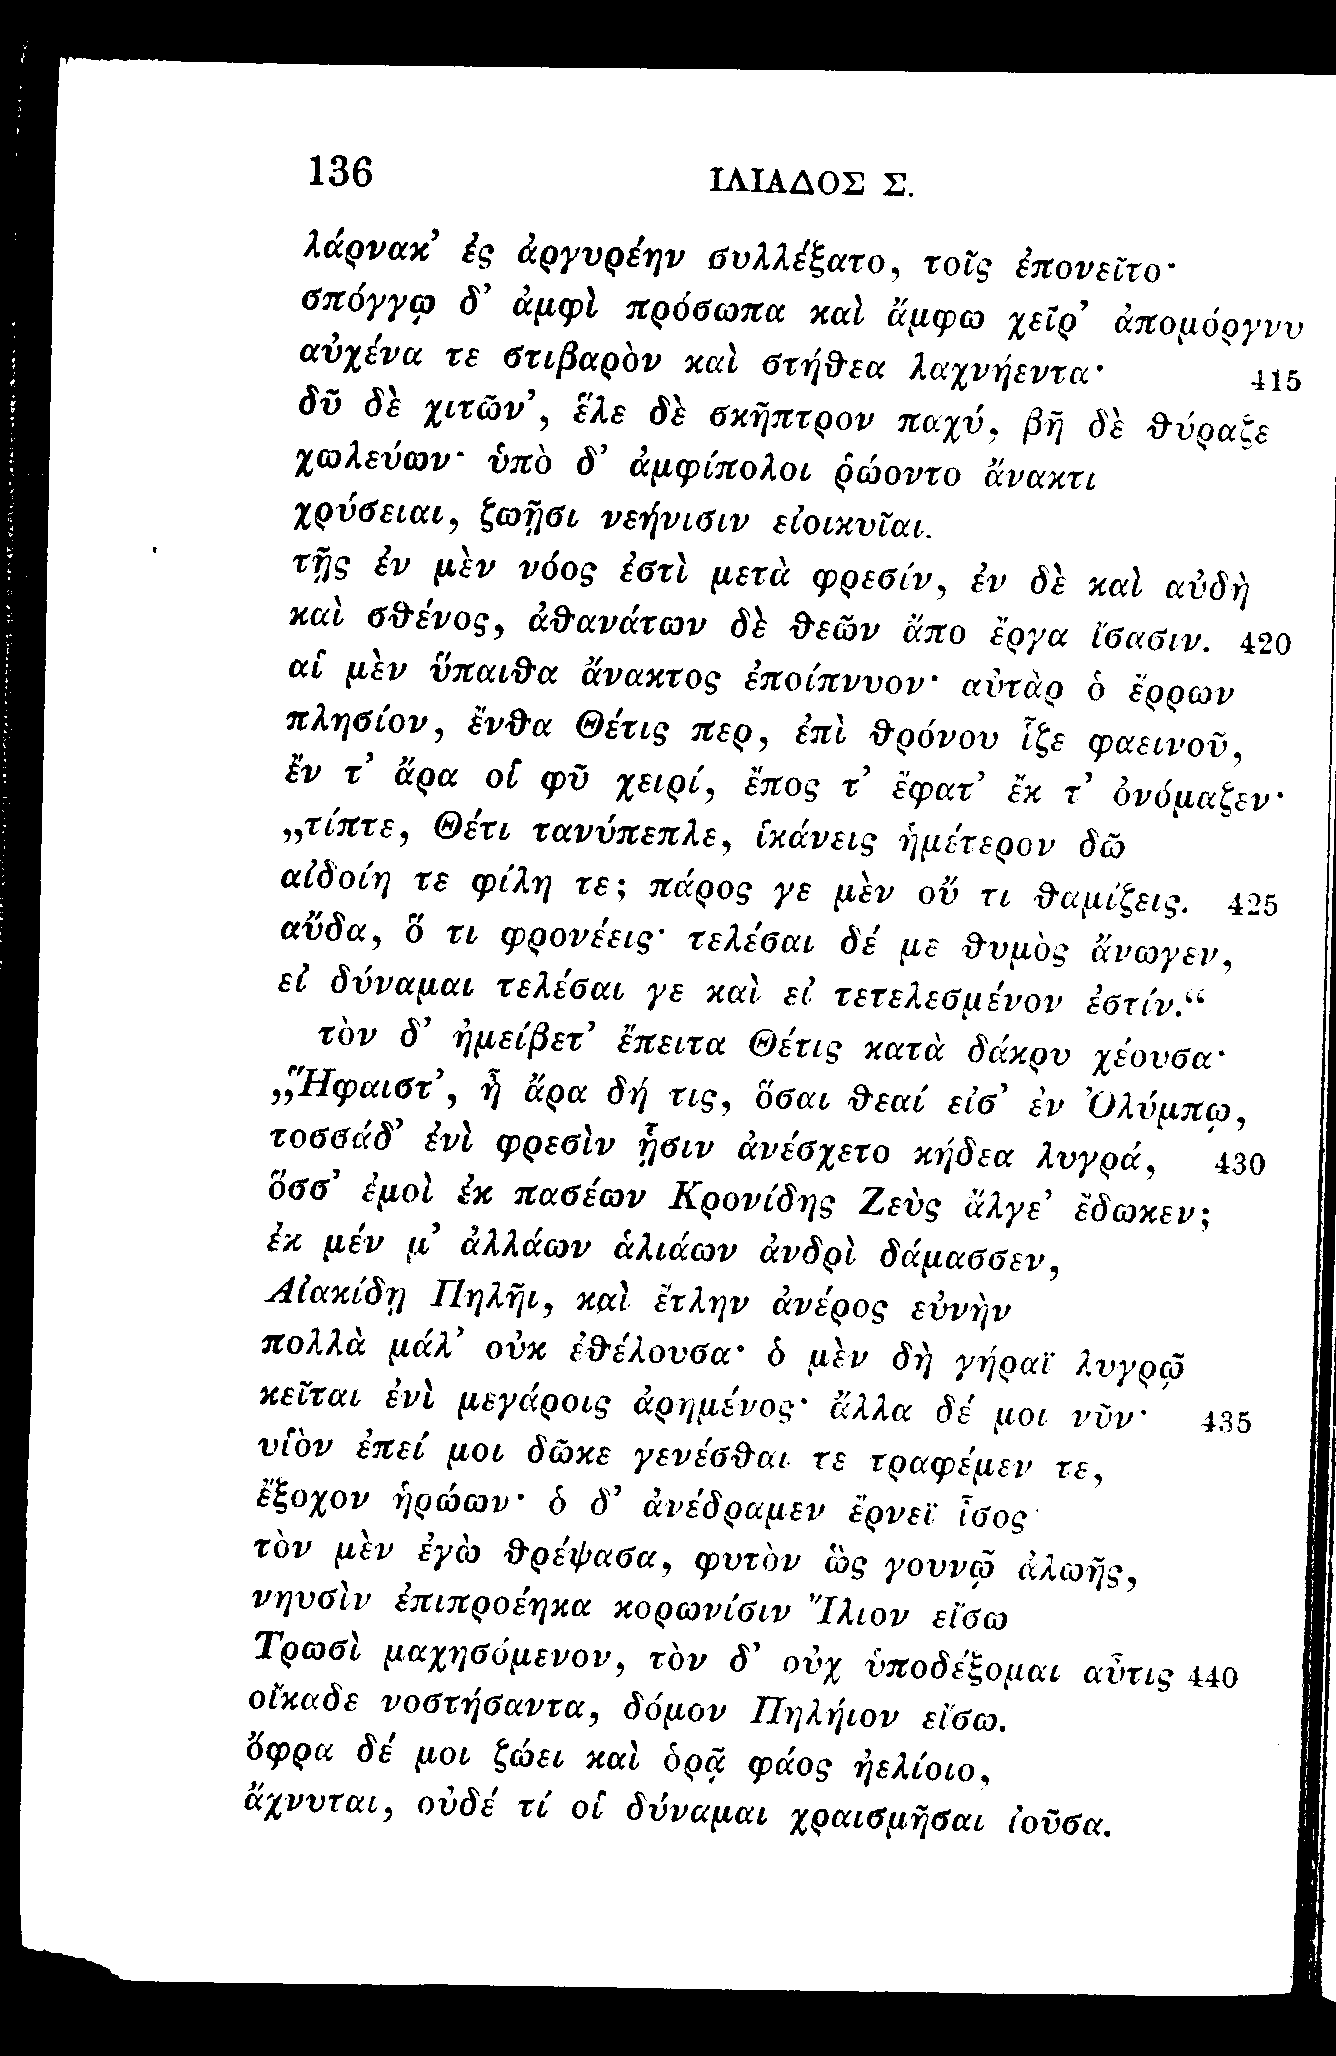 136 ΙΛΙΑΔΟΣ Σ.
λάρνακ’ ἐς ἀργυρέην συλλέξατο, τοῖς ἐπονεῖτο·
σπόγγῳ δ’ ἀμφὶ πρόσωπα καὶ ἄμφω χεῖρ’ ἀπομόργνυ
αὐχένα τε στιβαρὸν καὶ στήθεα λαχνήεντα· 415
δῦ δὲ χιτῶν’, ἕλε δὲ σκῆπτρον παχύ, βῆ δὲ θύραζε
χωλεύων· ὑπὸ δ’ ἀμφίπολοι ῥώοντο ἄνακτι
χρύσειαι, ζωῇσι νεήνισιν εἰοικυῖαι.
τῇς ἐν μὲν νόος ἐστὶ μετὰ φρεσίν, ἐν δὲ καὶ αὐδὴ
καὶ σθένος, ἀθανάτων δὲ θεῶν ἄπο ἔργα ἴσασιν. 420
αἱ μὲν ὕπαιθα ἄνακτος ἐποίπνυον· αὐτὰρ ὁ ἔρρων
πλησίον, ἔνθα Θέτις περ, ἐπὶ θρόνου ἷζε φαεινοῦ,
ἔν τ’ ἄρα οἱ φῦ χειρί, ἔπος τ’ ἔφατ’ ἔκ τ’ ὀνόμαζεν·
„τίπτε, Θέτι τανύπεπλε, ἱκάνεις ἡμέτερον δῶ
αἰδοίη τε φίλη τε; πάρος γε μὲν οὔ τι θαμίζεις. 425
αὔδα, ὅ τι φρονέεις· τελέσαι δέ με θυμὸς ἄνωγεν,
εἰ δύναμαι τελέσαι γε καὶ εἰ τετελεσμένον ἐστίν.“
τὸν δ’ ἠμείβετ’ ἔπειτα Θέτις κατὰ δάκρυ χέουσα·
„Ἥφαιστ’, ἦ ἄρα δή τις, ὅσαι θεαί εἰσ’ ἐν Ὀλύμπῳ,
τοσσάδ’ ἐνὶ φρεσὶν ᾗσιν ἀνέσχετο κήδεα λυγρά, 430
ὅσσ’ ἐμοὶ ἐκ πασέων Κρονίδης Ζεὺς ἄλγε’ ἔδωκεν;
ἐκ μέν μ’ ἀλλάων ἁλιάων ἀνδρὶ δάμασσεν,
Αἰακίδῃ Πηλῆι, καὶ ἔτλην ἀνέρος εὐνὴν
πολλὰ μάλ’ οὐκ ἐθέλουσα· ὁ μὲν δὴ γήραϊ λυγρῷ
κεῖται ἐνὶ μεγάροις ἀρημένος· ἄλλα δέ μοι νῦν· 435
υἱὸν ἐπεί μοι δῶκε γενέσθαι τε τραφέμεν τε,
ἔξοχον ἡρώων· ὁ δ’ ἀνέδραμεν ἔρνεϊ ἶσος·
τὸν μὲν ἐγὼ θρέψασα, φυτὸν ὣς γουνῷ ἀλωῆς,
νηυσὶν ἐπιπροέηκα κορωνίσιν Ἴλιον εἴσω
Τρωσὶ μαχησόμενον, τὸν δ’ οὐχ ὑποδέξομαι αὖτις 440
οἴκαδε νοστήσαντα, δόμον Πηλήιον εἴσω.
ὄφρα δέ μοι ζώει καὶ ὁρᾷ φάος ἠελίοιο,
ἄχνυται, οὐδέ τί οἱ δύναμαι χραισμῆσαι ἰοῦσα.